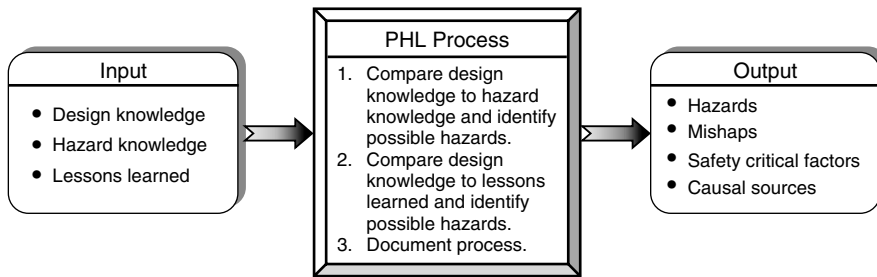 Input
• Design knowledge
• Hazard knowledge
• Lessons learned
PHL Process
1. Compare design
knowledge to hazard
knowledge and identify
possible hazards.
2. Compare design
knowledge to lessons
learned and identify
possible hazards.
3. Document process.
Output
• Hazards
• Mishaps
• Safety critical factors
• Causal sources